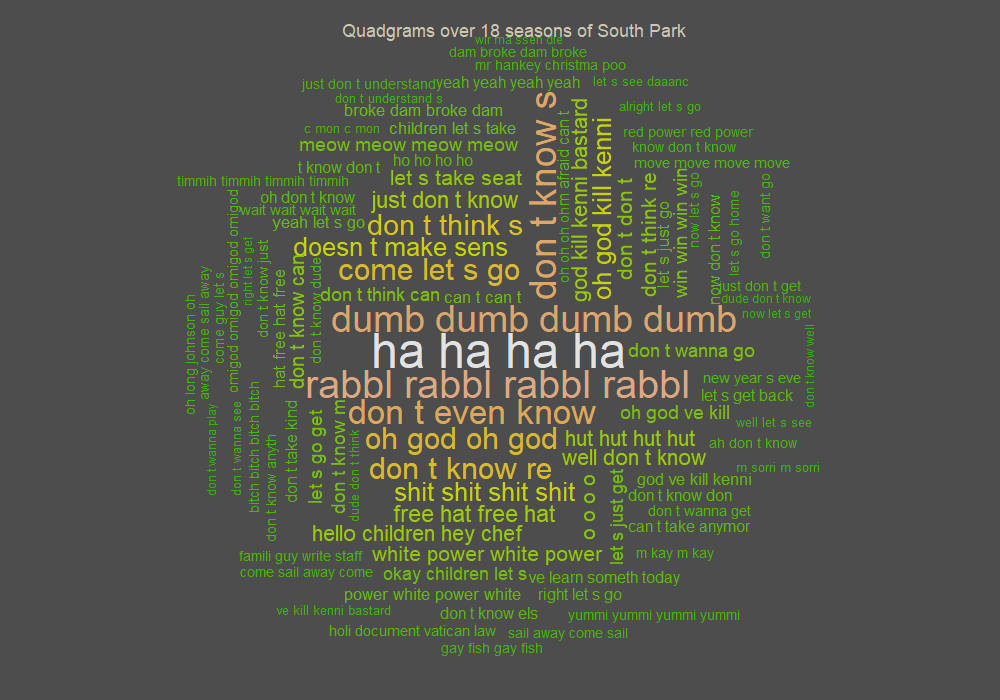 Quadgrams over 18 seasons of South Park
wir ma ssen die
dam broke dam broke
mr hankey christma poo
just don t understand
yeah yeah yeah yeah
let s see daaanc
don t understand s
broke dam broke dam
alright let s go
c mon c mon
children let s take
meow meow meow meow
red power red power
know don t know
t know don t
ho ho ho ho
move move move move
timmih timmih timmih timmih
let s take seat
oh don t know
just don t know
wait wait wait wait
yeah let s go
don t think s
doesn t make sens
come let s go
don t know s
oh oh oh ohm afraid can t
god kill kenni bastard
oh god kill kenni
don t don t
don t think re
let s just go
win win win win
now let s go
now don t know
let s go home
don t want go
just don t get
dude don t know
now let s get
don t think can
can t can t
dumb dumb dumb dumb
ha ha ha ha
don t wanna go
rabbl rabbl rabbl rabbl
new year s eve
let s get back
don t know well
oh long johnson oh
away come sail away
come guy let s
omigod omigod omigod omigod
right let s get
don t know just
hat free hat free
don t know can
don t know dude
don t even know
oh god ve kill
well let s see
oh god oh god
hut hut hut hut
ah don t know
well don t know
don t know re
m sorri m sorri
shit shit shit shit
god ve kill kenni
don t know don
free hat free hat
don t wanna get
can t take anymor
hello children hey chef
don t wanna play
don t wanna see
bitch bitch bitch bitch
don t know anyth
don t take kind
let s go get
don t know m
dude don t think
o o o o
let s just get
famili guy write staff
white power white power
m kay m kay
come sail away come
okay children let s
ve learn someth today
power white power white
right let s go
ve kill kenni bastard
don t know els
yummi yummi yummi yummi
holi document vatican law
sail away come sail
gay fish gay fish